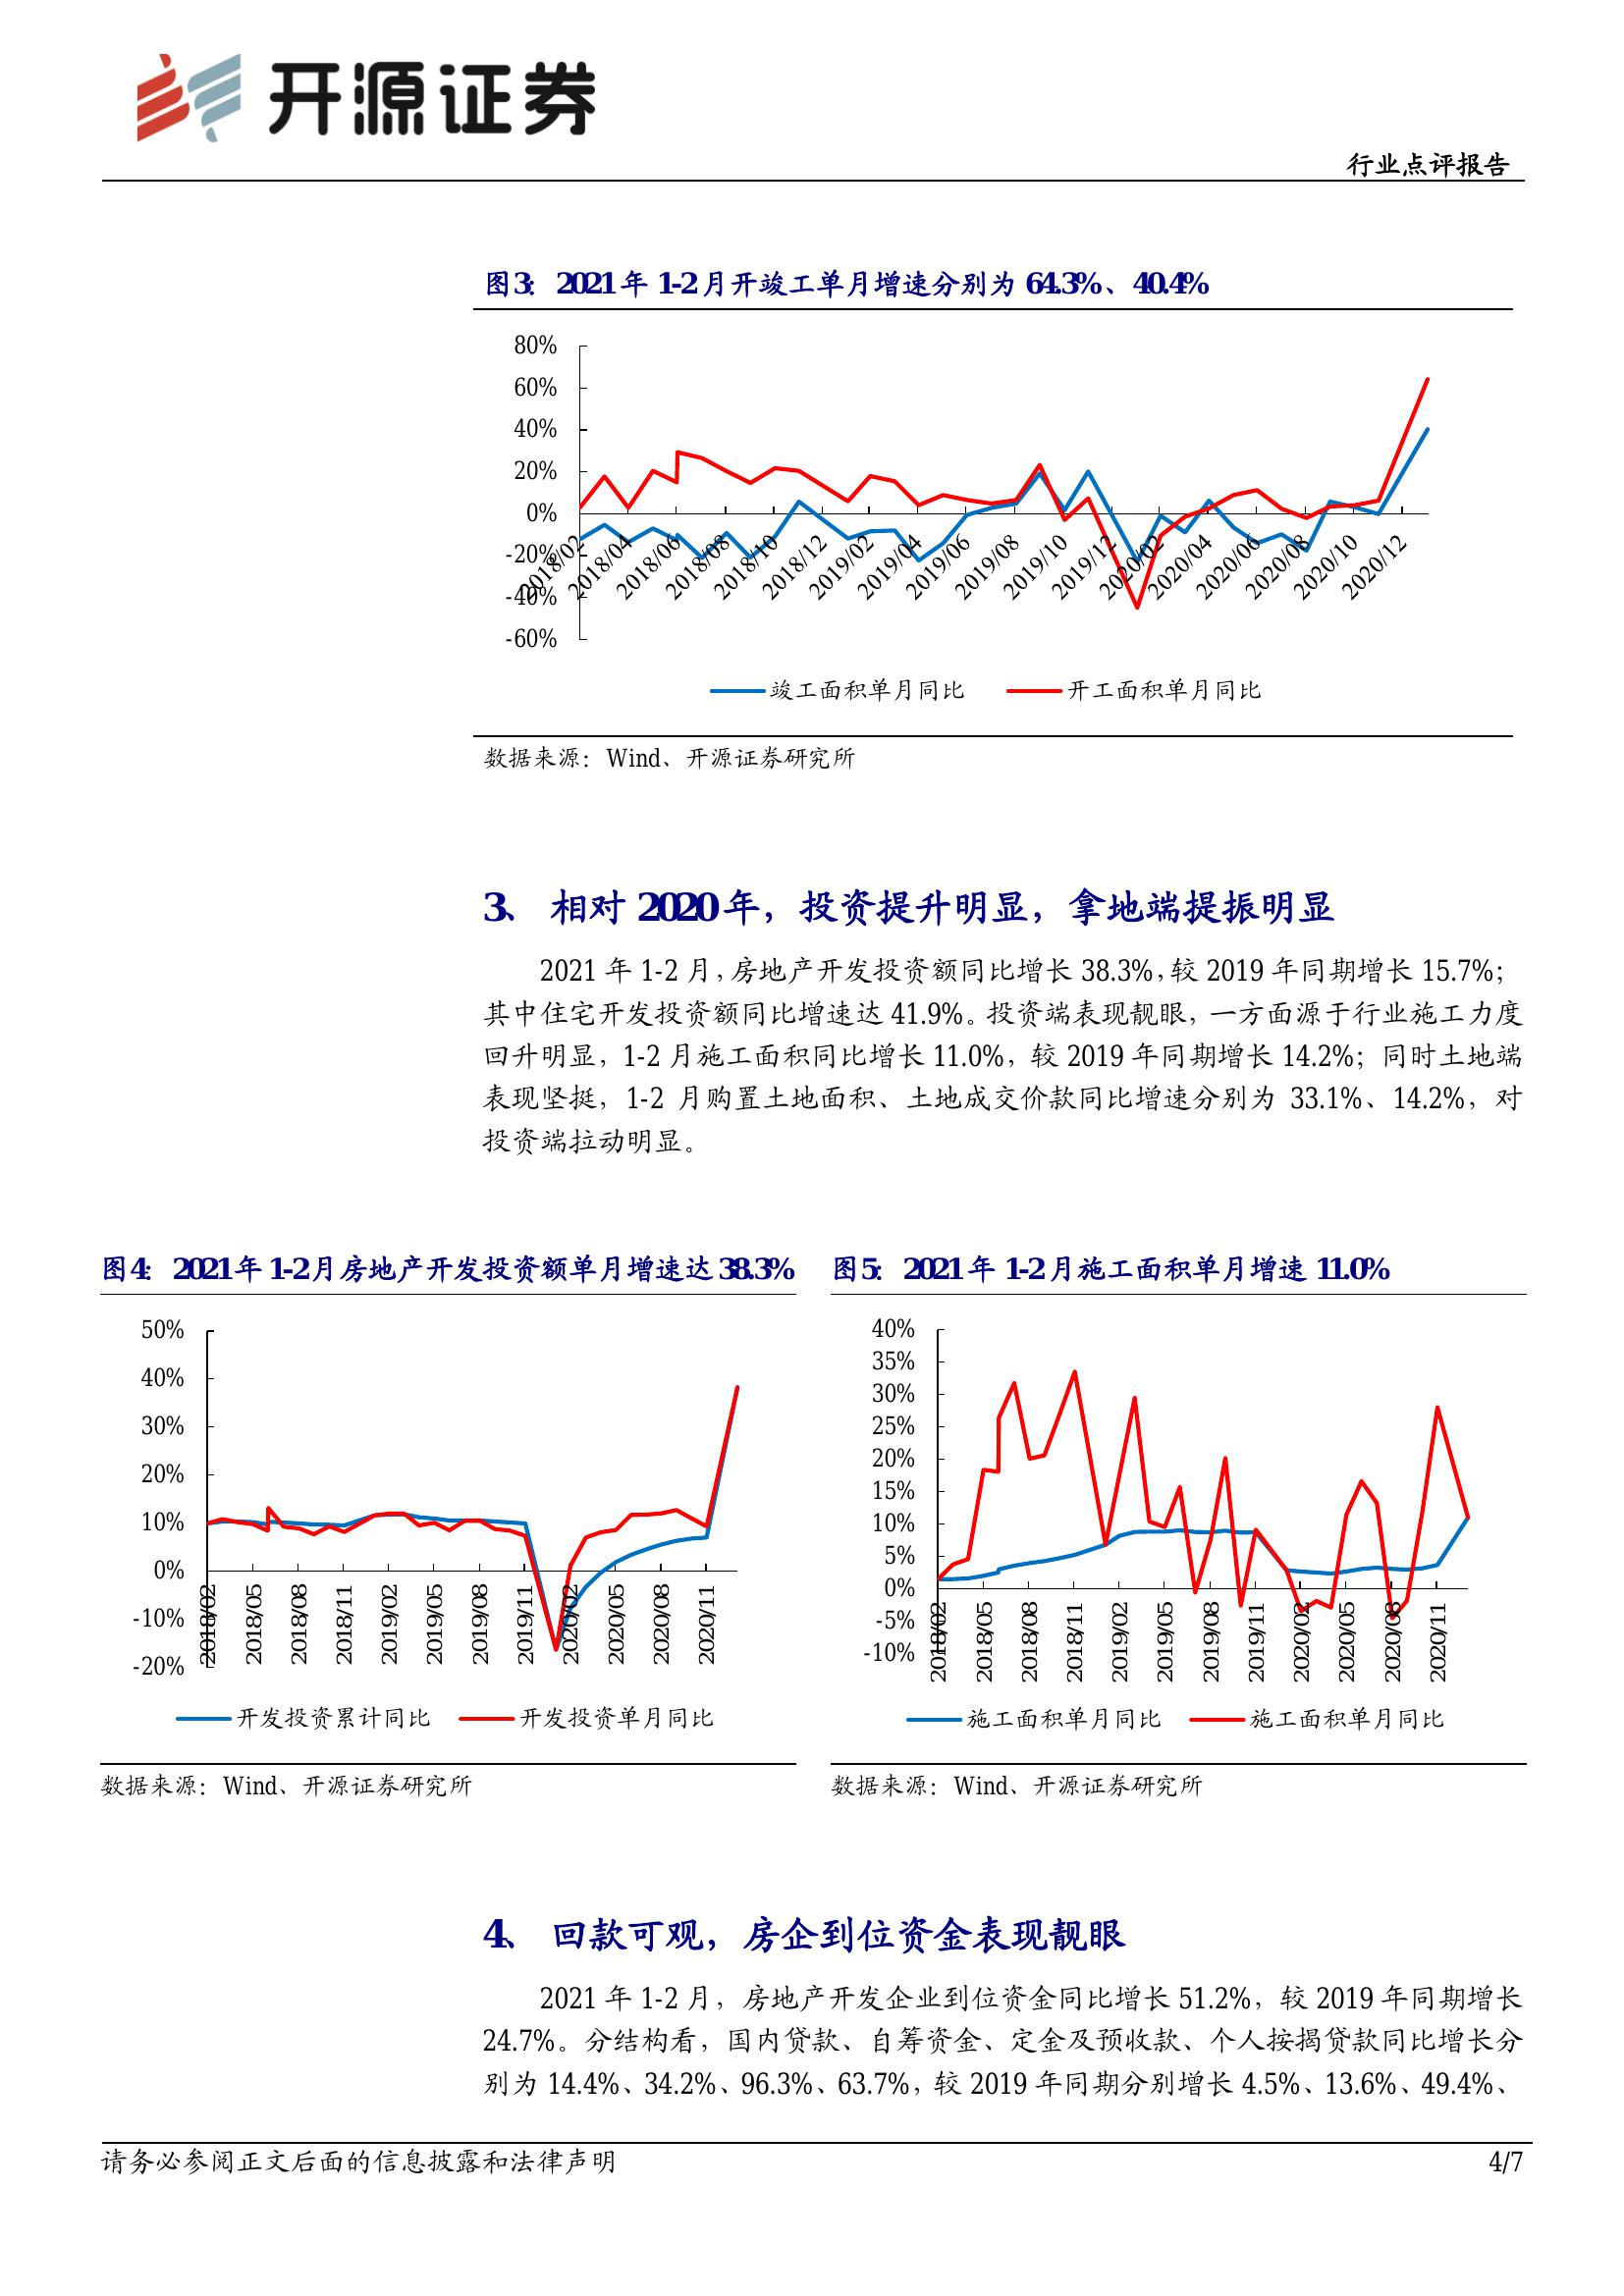 开源证券
行业点评报告
图3： 2021年1-2月开竣工单月增速分别为64.3%、40.4%
80%
60%
40%
20%
0%
-20%
-40%
-60%
2018/02 2018/04 2018/06 2018/08 2018/10 2018/12 2019/02 2019/04 2019/06 2019/08 2019/10 2019/12 2020/02 2020/04 2020/06 2020/08 2020/10 2020/12
竣工面积单月同比 开工面积单月同比
数据来源：Wind、开源证券研究所
3、 相对2020年，投资提升明显，拿地端提振明显
2021年1-2月，房地产开发投资额同比增长38.3%，较2019年同期增长15.7%；
其中住宅开发投资额同比增速达41.9%。投资端表现靓眼，一方面源于行业施工力度
回升明显，1-2月施工面积同比增长11.0%，较2019年同期增长14.2%；同时土地端
表现坚挺，1-2月购置土地面积、土地成交价款同比增速分别为33.1%、14.2%，对
投资端拉动明显。
图4： 2021年1-2月房地产开发投资额单月增速达38.3%
50%
40%
30%
20%
10%
0%
-10%
-20%
2018/02 2018/05 2018/08 2018/11 2019/02 2019/05 2019/08 2019/11 2020/02 2020/05 2020/08 2020/11
开发投资累计同比 开发投资单月同比
数据来源：Wind、开源证券研究所
图5： 2021年1-2月施工面积单月增速11.0%
40%
35%
30%
25%
20%
15%
10%
5%
0%
-5%
-10%
2018/02 2018/05 2018/08 2018/11 2019/02 2019/05 2019/08 2019/11 2020/02 2020/05 2020/08 2020/11
施工面积单月同比 施工面积单月同比
数据来源：Wind、开源证券研究所
4、 回款可观，房企到位资金表现靓眼
2021年1-2月，房地产开发企业到位资金同比增长51.2%，较2019年同期增长
24.7%。分结构看，国内贷款、自筹资金、定金及预收款、个人按揭贷款同比增长分
别为14.4%、34.2%、96.3%、63.7%，较2019年同期分别增长4.5%、13.6%、49.4%、
请务必参阅正文后面的信息披露和法律声明
4/7